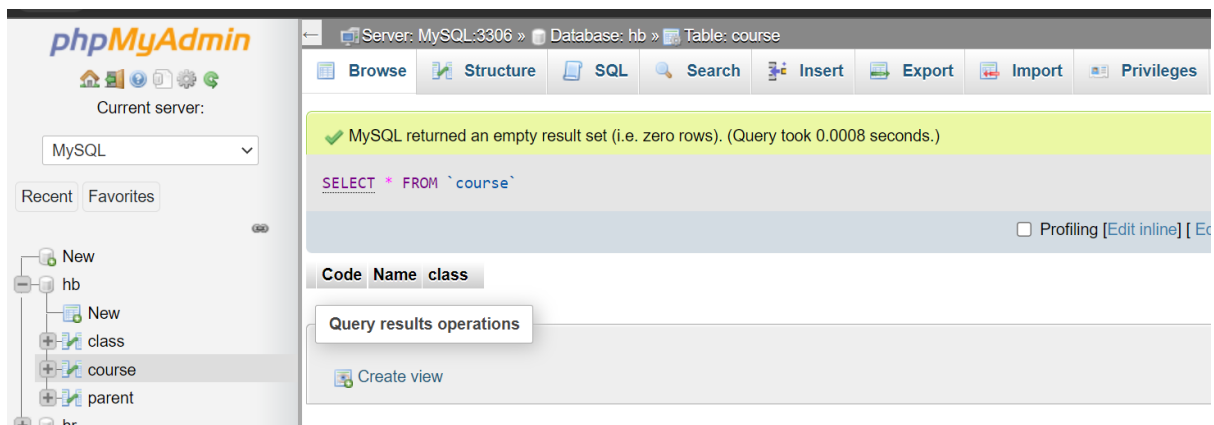 phpMyAdmin
Current server:
MySQL
Recent Favorites
New
hb
New
class
course
parent
Server: MySQL:3306 » Database: hb » Table: course
Browse Structure SQL Search Insert Export Import Privileges
MySQL returned an empty result set (i.e. zero rows). (Query took 0.0008 seconds.)
SELECT * FROM `course`
Profiling [Edit inline] [
Code Name class
Query results operations
Create view